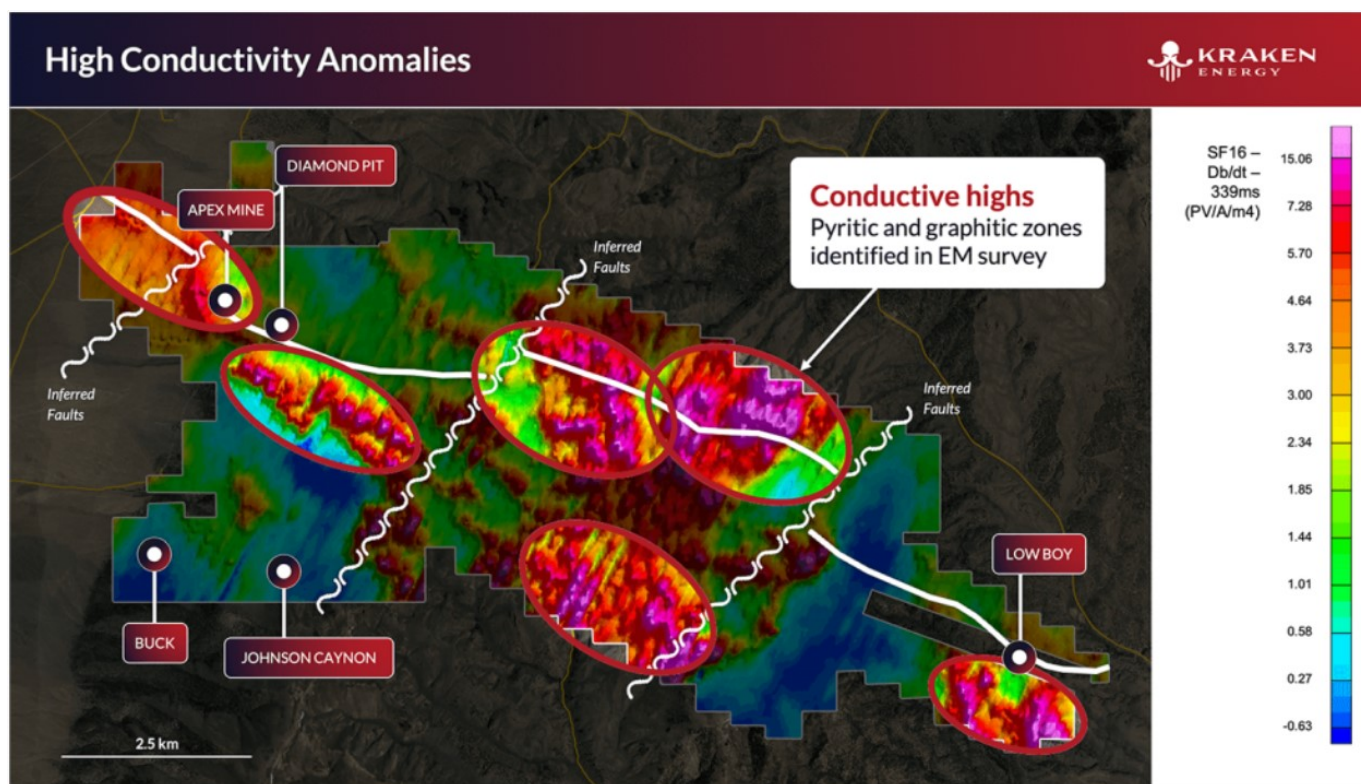 High Conductivity Anomalies
KRAKEN
ENERGY
DIAMOND PIT
APEX MINE
Inferred
Faults
Inferred
Faults
Conductive highs
Pyritic and graphitic zones
identified in EM survey
Inferred
Faults
LOW BOY
BUCK
JOHNSON CAYNON
2.5 km
SF16 –
Db/dt –
339ms
(PV/A/m4)
15.06
7.28
5.70
4.64
3.73
3.00
2.34
1.85
1.44
1.01
0.58
0.27
-0.63